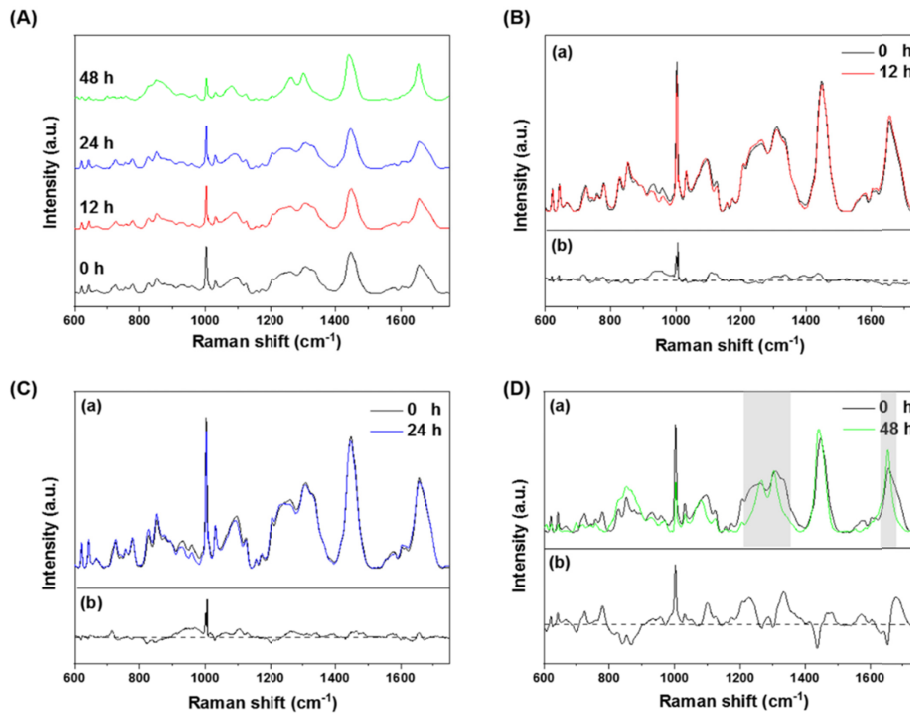 (A)
48 h
24 h
12 h
0 h
Intensity (a.u.)
600 800 1000 1200 1400 1600
Raman shift (cm⁻¹)
(B)
(a)
0 h
12 h
(b)
Intensity (a.u.)
600 800 1000 1200 1400 1600
Raman shift (cm⁻¹)
(C)
(a)
0 h
24 h
(b)
Intensity (a.u.)
600 800 1000 1200 1400 1600
Raman shift (cm⁻¹)
(D)
(a)
0 h
48 h
(b)
Intensity (a.u.)
600 800 1000 1200 1400 1600
Raman shift (cm⁻¹)